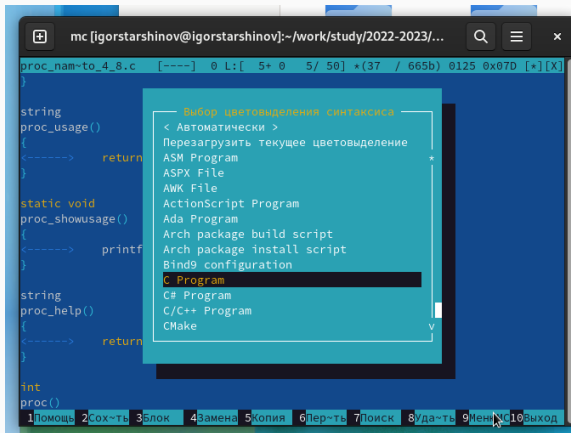 mc [igorstarshinov@igorstarshinov]:~/work/study/2022-2023/...
proc_nam~to_4_8.c [----] 0 L:[ 5+ 0 5/ 50] *(37 / 665b) 0125 0x07D [*][X]
}
Выбор цветовыделения синтаксиса
string
< Автоматически >
proc_usage()
Перезагрузить текущее цветовыделение
{
ASM Program
<------> return
ASPX File
}
AWK File
ActionScript Program
static void
Ada Program
proc_showusage()
Arch package build script
{
Arch package install script
<------> printf
Bind9 configuration
}
C Program
string
C# Program
proc_help()
C/C++ Program
{
CMake
<------> return
}
int
proc()
1Помощь 2Сох~ть 3Блок 4Замена 5Копия 6Пер~ть 7Поиск 8Уда~ть 9МенюMC10Выход